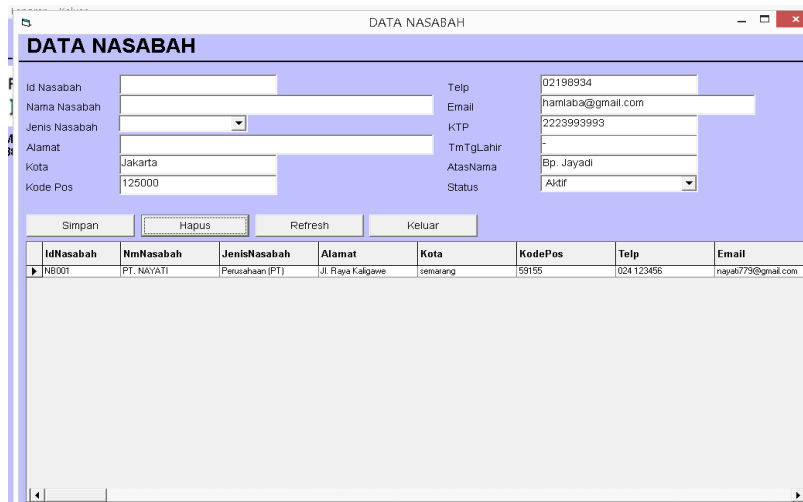 DATA NASABAH
DATA NASABAH
Id Nasabah
Nama Nasabah
Jenis Nasabah
Alamat
Kota Jakarta
Kode Pos 125000
Telp 02198934
Email hamlaba@gmail.com
KTP 2223993993
TmTgLahir -
AtasNama Bp. Jayadi
Status Aktif
Simpan Hapus Refresh Keluar
IdNasabah NmNasabah JenisNasabah Alamat Kota KodePos Telp Email
NB001 PT. NAYATI Perusahaan (PT) Jl. Raya Kaligawe semarang 59155 024 123456 nayati779@gmail.com